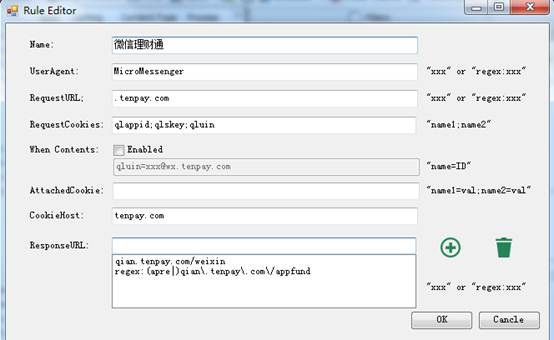 Rule Editor
Name:
微信理财通
UserAgent:
MicroMessenger
"xxx" or "regex:xxx"
RequestURL:
.tenpay.com
"xxx" or "regex:xxx"
RequestCookies:
qlappid;qlskey;qluin
"name1;name2"
When Contents:
Enabled
qluin=xxx@wx.tenpay.com
"name=ID"
AttachedCookie:
"name1=val;name2=val"
CookieHost:
tenpay.com
ResponseURL:
qian.tenpay.com/weixin
regex:(apre|)qian\.tenpay\.com\/appfund
"xxx" or "regex:xxx"
OK
Cancle